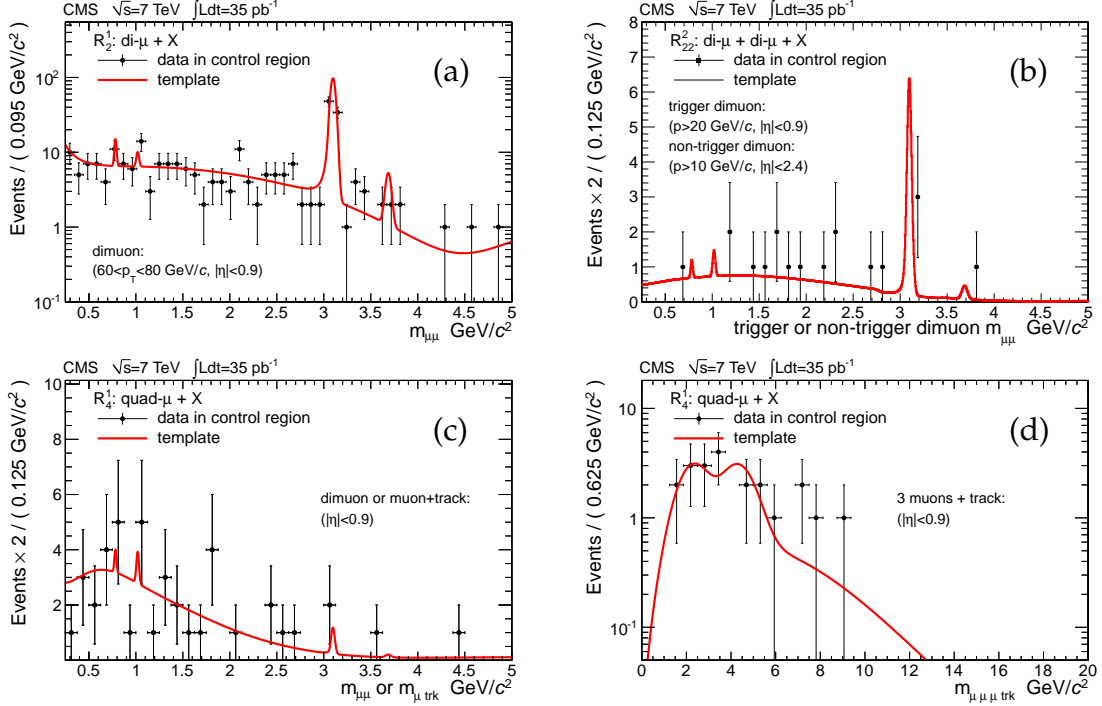 CMS √s=7 TeV ∫Ldt=35 pb⁻¹
R¹₂: di-μ + X
data in control region
template
(a)
dimuon:
(60<p_T<80 GeV/c, |η|<0.9)
Events / ( 0.095 GeV/c² )
10²
10
1
10⁻¹
0.5 1 1.5 2 2.5 3 3.5 4 4.5 5
m_μμ GeV/c²
CMS √s=7 TeV ∫Ldt=35 pb⁻¹
R²₂₂: di-μ + di-μ + X
data in control region
template
(b)
trigger dimuon:
(p>20 GeV/c, |η|<0.9)
non-trigger dimuon:
(p>10 GeV/c, |η|<2.4)
Events × 2 / ( 0.125 GeV/c² )
8
7
6
5
4
3
2
1
0
0.5 1 1.5 2 2.5 3 3.5 4 4.5 5
trigger or non-trigger dimuon m_μμ GeV/c²
CMS √s=7 TeV ∫Ldt=35 pb⁻¹
R¹₄: quad-μ + X
data in control region
template
(c)
dimuon or muon+track:
(|η|<0.9)
Events × 2 / ( 0.125 GeV/c² )
10
8
6
4
2
0
0.5 1 1.5 2 2.5 3 3.5 4 4.5 5
m_μμ or m_μ trk GeV/c²
CMS √s=7 TeV ∫Ldt=35 pb⁻¹
R¹₄: quad-μ + X
data in control region
template
(d)
3 muons + track:
(|η|<0.9)
Events / ( 0.625 GeV/c² )
10
1
10⁻¹
0 2 4 6 8 10 12 14 16 18 20
m_μ μ μ trk GeV/c²